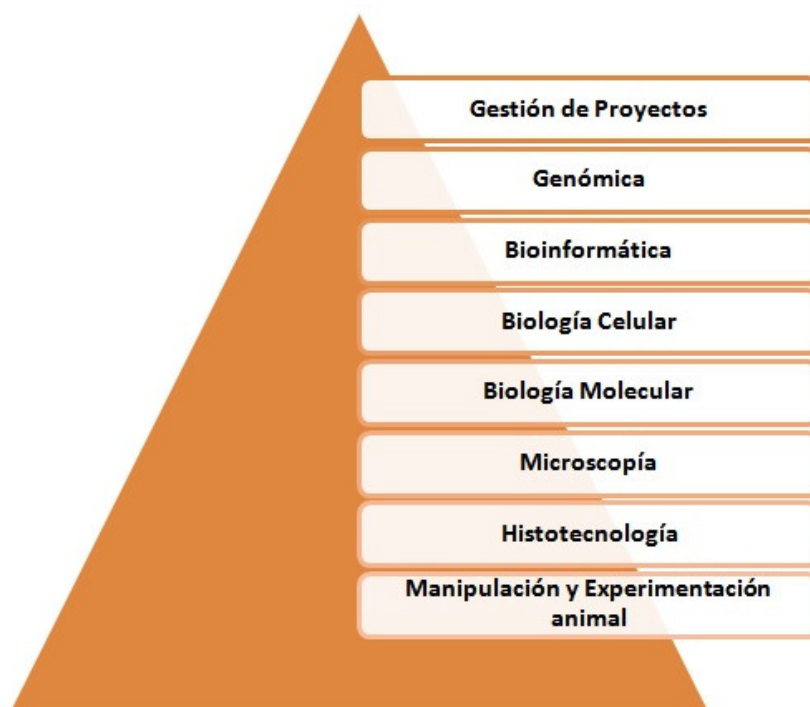 Gestión de Proyectos
Genómica
Bioinformática
Biología Celular
Biología Molecular
Microscopía
Histotecnología
Manipulación y Experimentación
animal